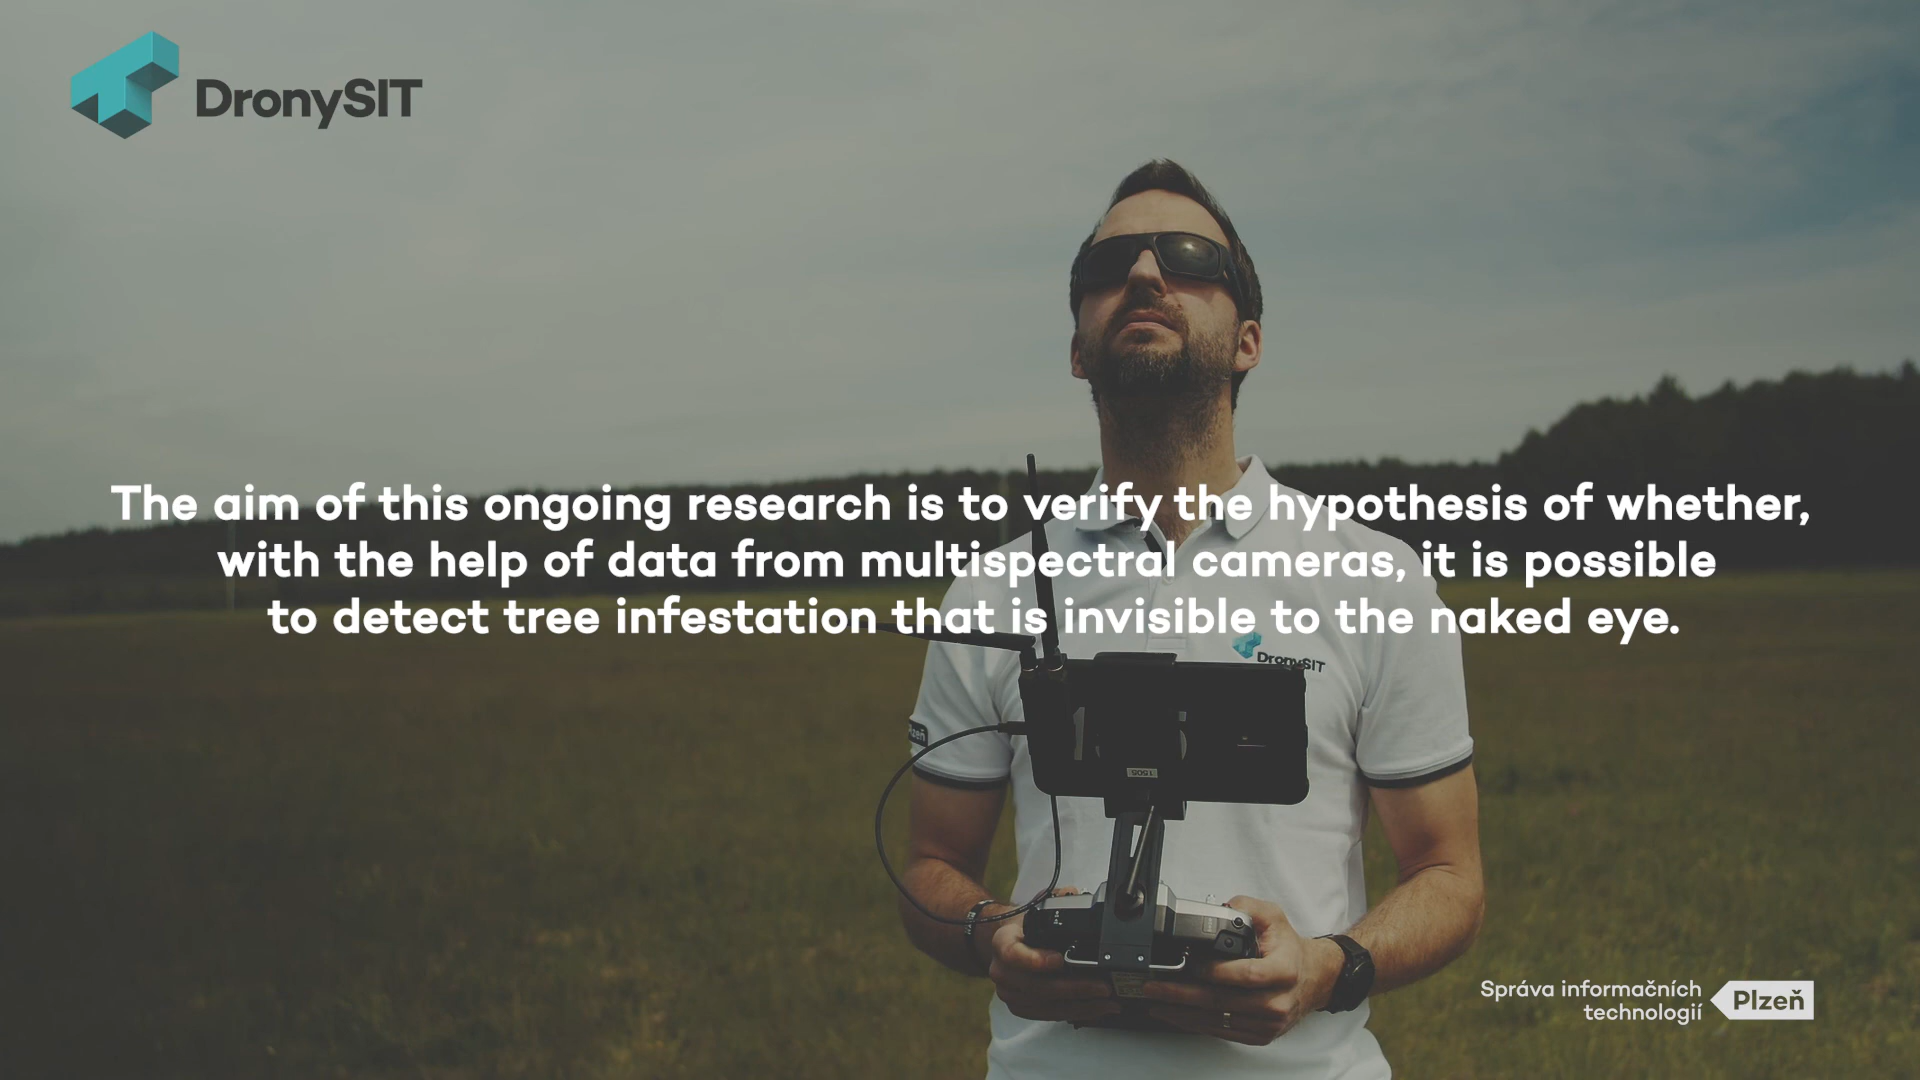 DronySIT
The aim of this ongoing research is to verify the hypothesis of whether,
with the help of data from multispectral cameras, it is possible
to detect tree infestation that is invisible to the naked eye.
DronySIT
Správa informačních
technologií
Plzeň